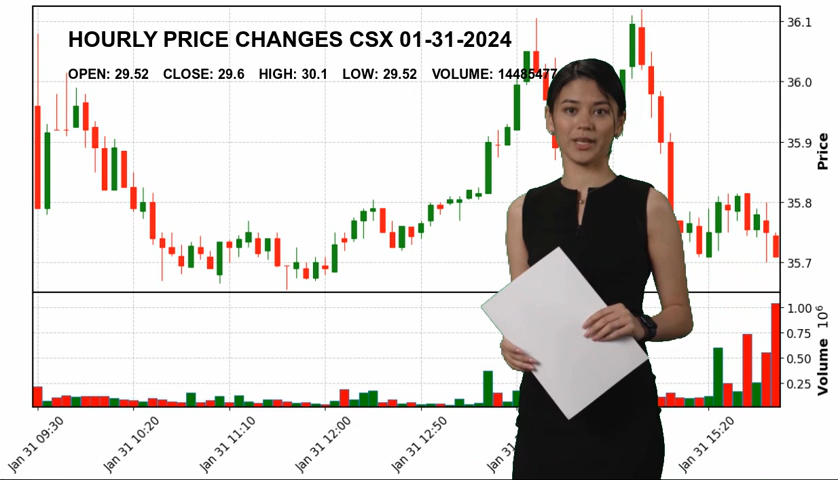 HOURLY PRICE CHANGES CSX 01-31-2024
OPEN: 29.52 CLOSE: 29.6 HIGH: 30.1 LOW: 29.52 VOLUME: 14485477
36.1
36.0
35.9
35.8
35.7
Price
1.00
0.75
0.50
0.25
Volume 10^6
Jan 31 09:30
Jan 31 10:20
Jan 31 11:10
Jan 31 12:00
Jan 31 12:50
Jan 31 15:20